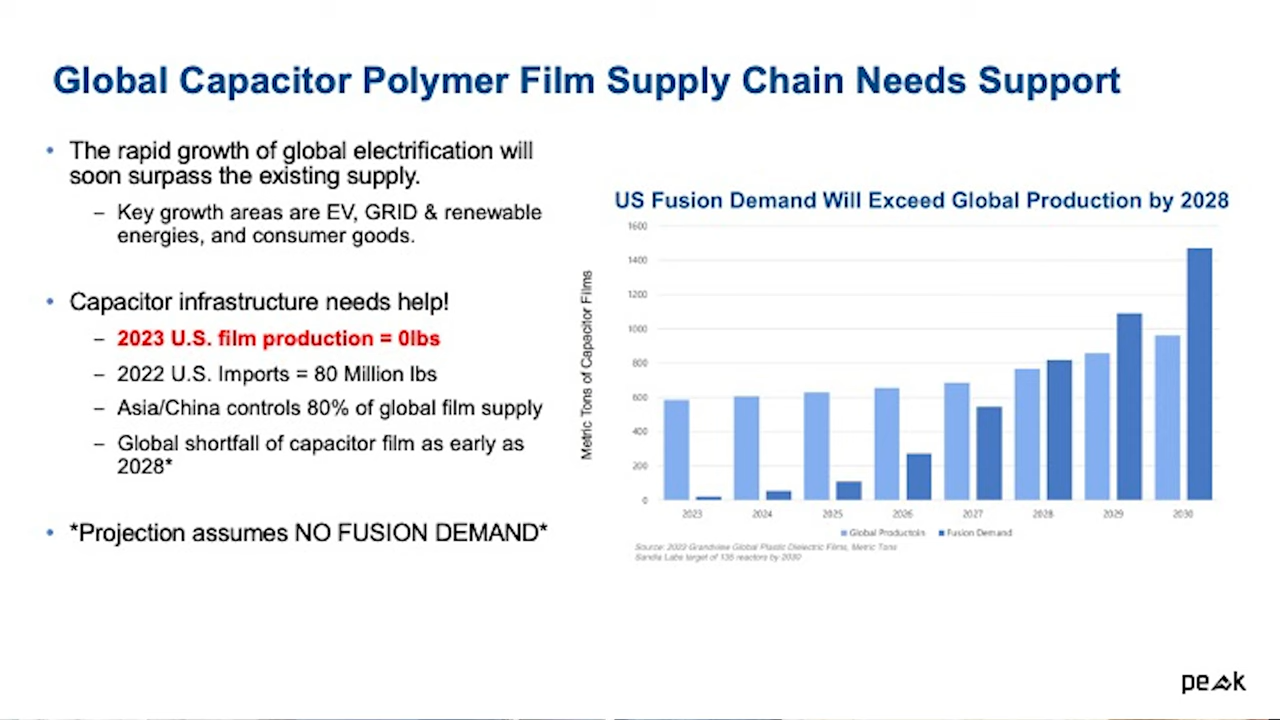 Global Capacitor Polymer Film Supply Chain Needs Support
• The rapid growth of global electrification will
soon surpass the existing supply.
– Key growth areas are EV, GRID & renewable
energies, and consumer goods.
• Capacitor infrastructure needs help!
– 2023 U.S. film production = 0lbs
– 2022 U.S. Imports = 80 Million lbs
– Asia/China controls 80% of global film supply
– Global shortfall of capacitor film as early as
2028*
• *Projection assumes NO FUSION DEMAND*
US Fusion Demand Will Exceed Global Production by 2028
Metric Tons of Capacitor Films
1600
1400
1200
1000
800
600
400
200
0
2023 2024 2025 2026 2027 2028 2029 2030
Global Productoin Fusion Demand
Source: 2023 Grandview Global Plastic Dielectric Films, Metric Tons
Sandia Labs target of 135 reactors by 2030
peak